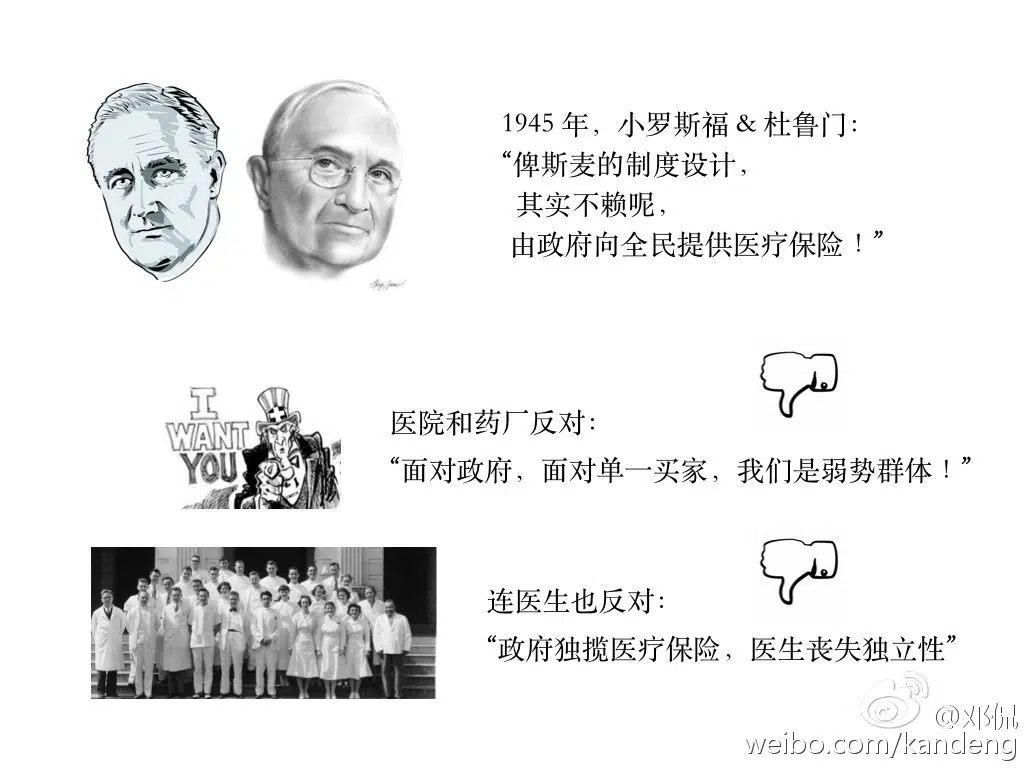 1945 年，小罗斯福 & 杜鲁门：
“俾斯麦的制度设计，
其实不赖呢，
由政府向全民提供医疗保险！”
I
WANT
YOU
医院和药厂反对：
“面对政府，面对单一买家，我们是弱势群体！”
连医生也反对：
“政府独揽医疗保险，医生丧失独立性”
@邓侃
weibo.com/kandeng